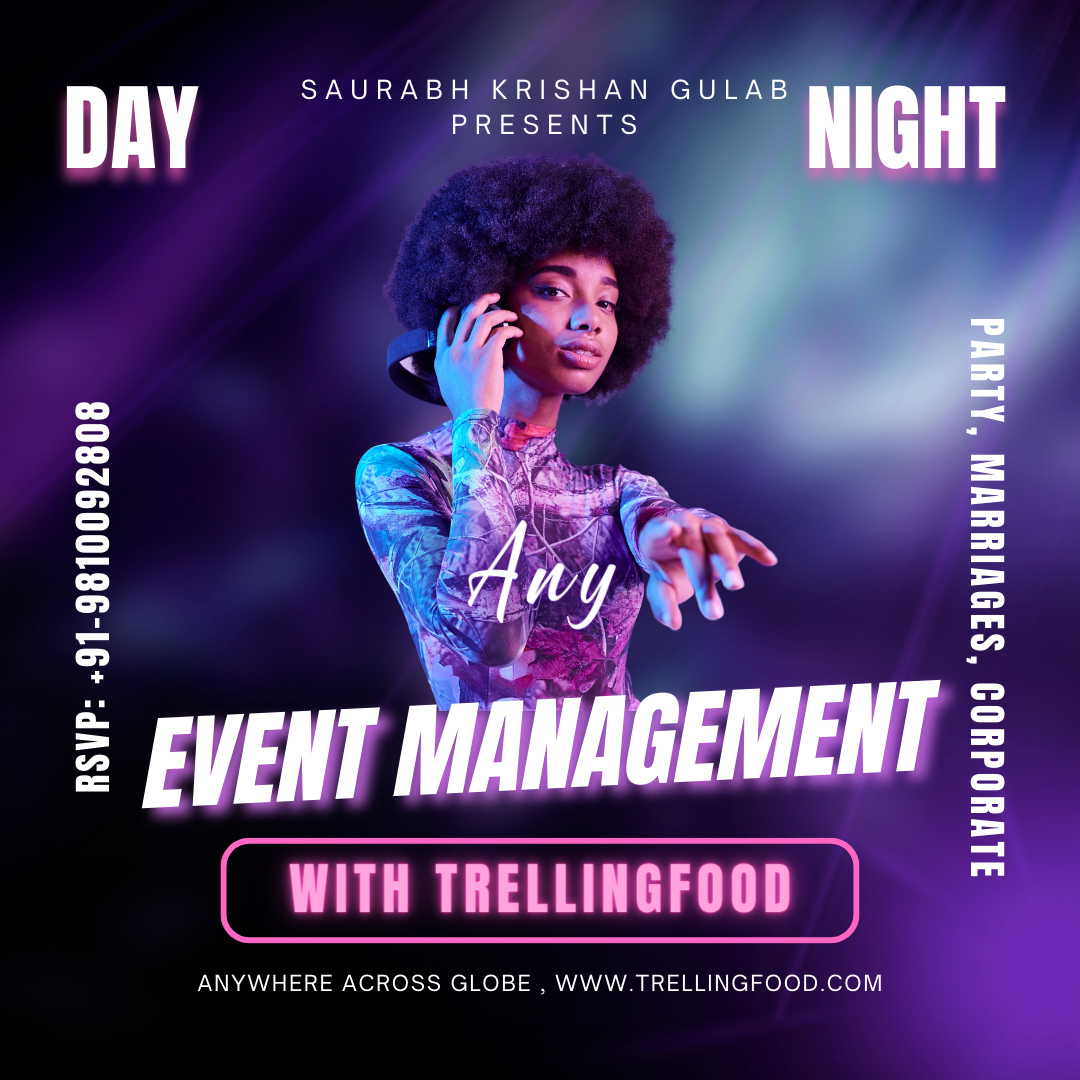 SAURABH KRISHAN GULAB
PRESENTS
DAY
NIGHT
RSVP: +91-9810092808
PARTY, MARRIAGES, CORPORATE
Any
EVENT MANAGEMENT
WITH TRELLINGFOOD
ANYWHERE ACROSS GLOBE , WWW.TRELLINGFOOD.COM